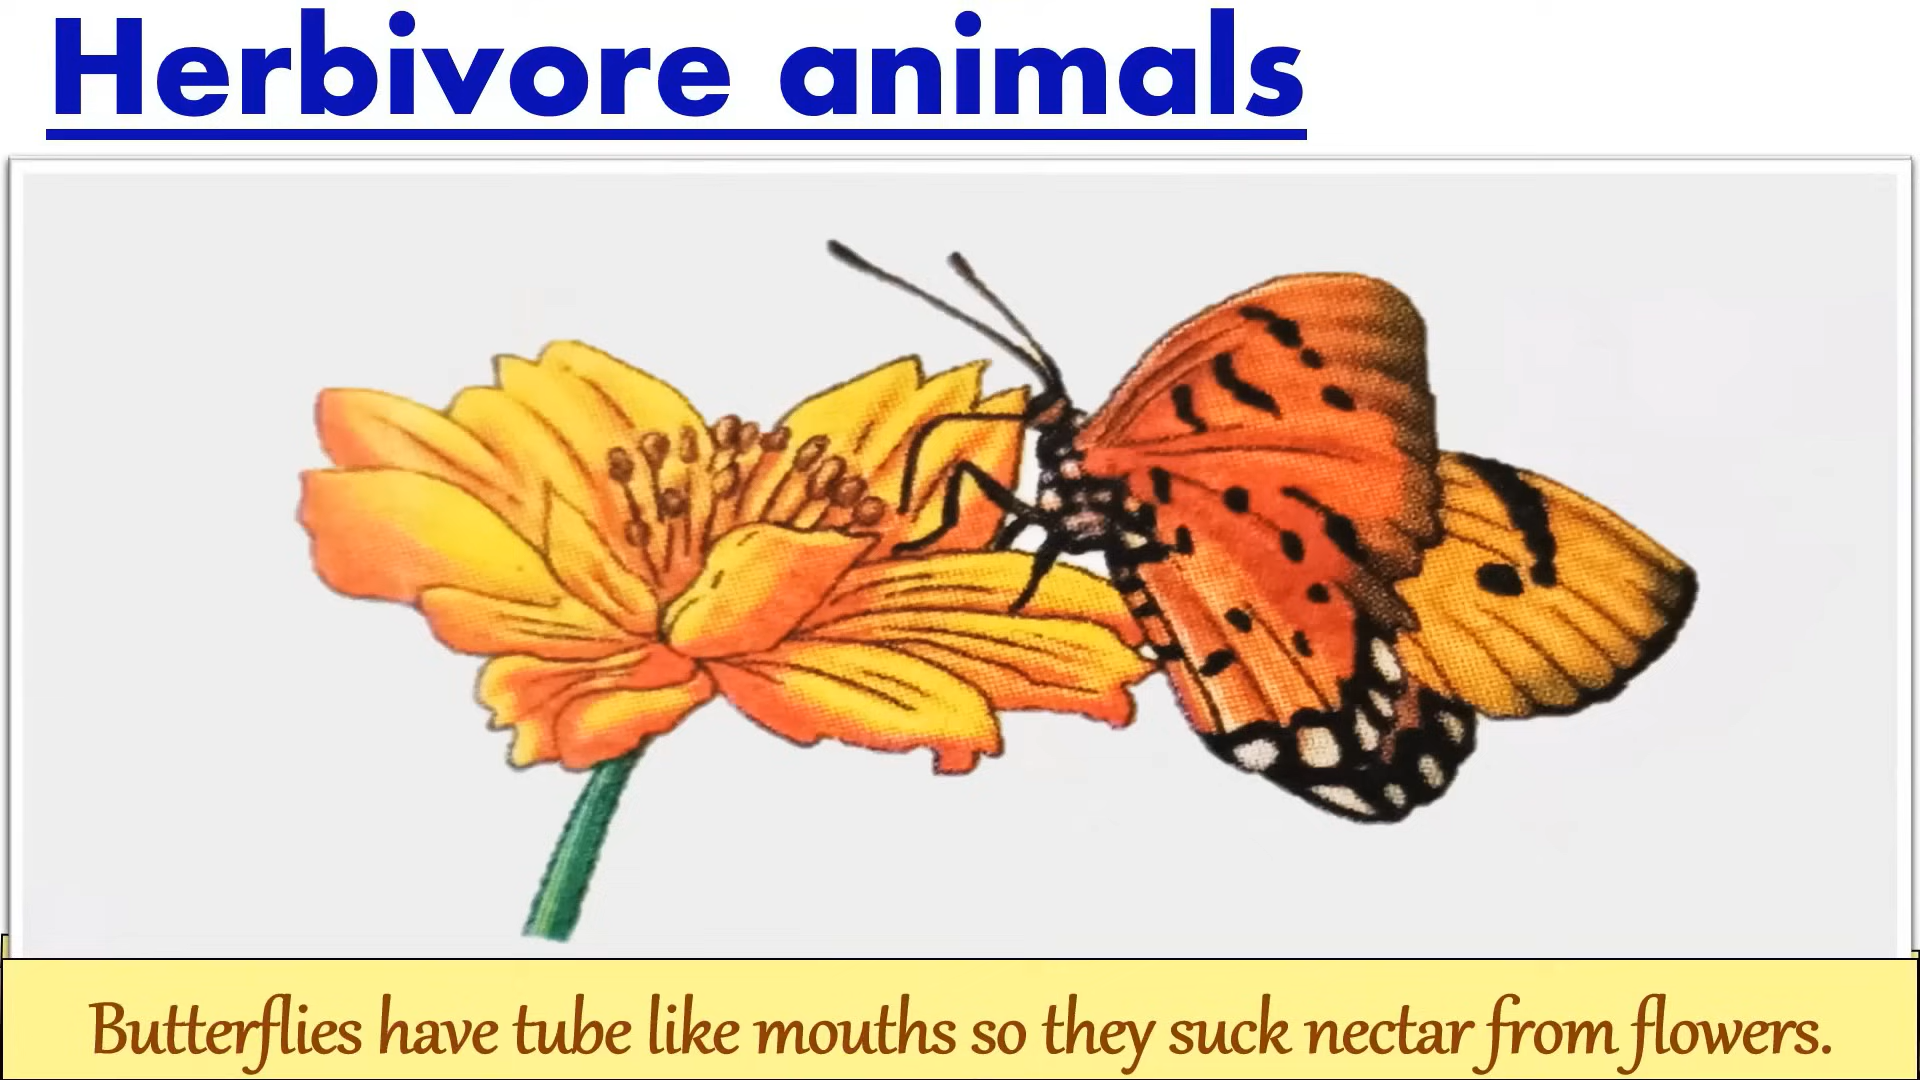 Herbivore animals
Butterflies have tube like mouths so they suck nectar from flowers.